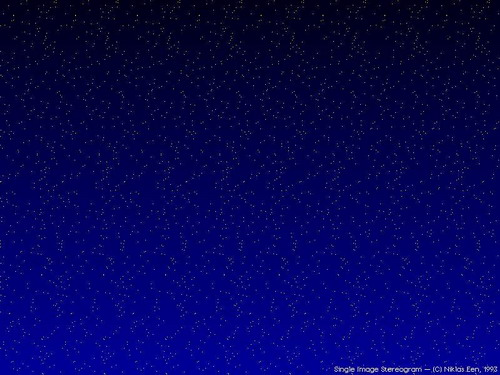 Single Image Stereogram — (C) Niklas Een, 1993